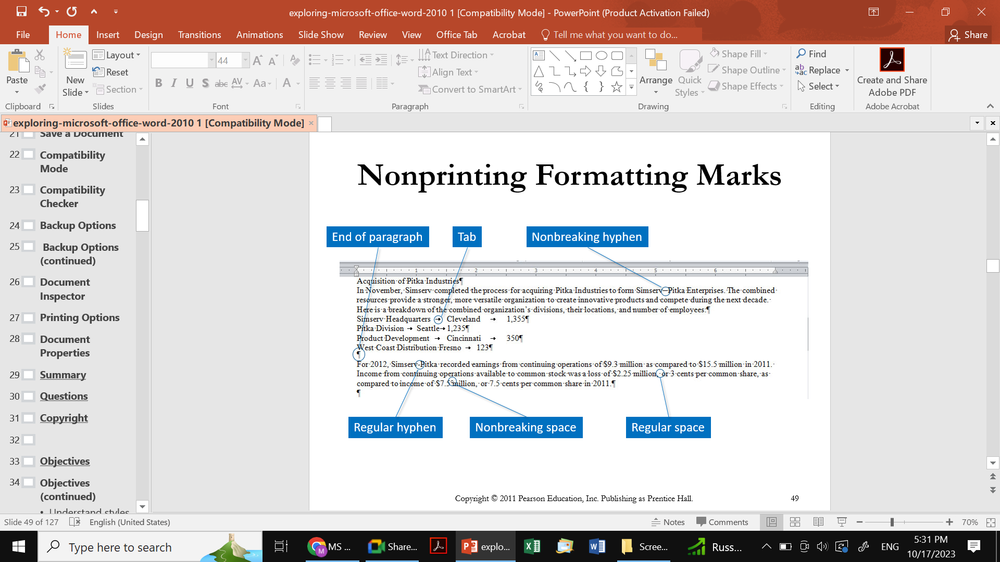 exploring-microsoft-office-word-2010 1 [Compatibility Mode] - PowerPoint (Product Activation Failed)
File Home Insert Design Transitions Animations Slide Show Review View Office Tab Acrobat Tell me what you want to do... Share
Paste
Clipboard
New Slide
Layout
Reset
Section
Slides
44
B I U S abc AV Aa A
Font
Text Direction
Align Text
Convert to SmartArt
Paragraph
Arrange
Quick Styles
Shape Fill
Shape Outline
Shape Effects
Drawing
Find
Replace
Select
Editing
Create and Share
Adobe PDF
Adobe Acrobat
exploring-microsoft-office-word-2010 1 [Compatibility Mode]
21 Save a Document
22 Compatibility
Mode
23 Compatibility
Checker
24 Backup Options
25 Backup Options
(continued)
26 Document
Inspector
27 Printing Options
28 Document
Properties
29 Summary
30 Questions
31 Copyright
32
33 Objectives
34 Objectives
(continued)
• Understand styles
Nonprinting Formatting Marks
End of paragraph
Tab
Nonbreaking hyphen
1 2 3 4 5 6
Acquisition·of·Pitka Industries¶
In·November,·Simserv·completed·the·process·for·acquiring·Pitka·Industries·to·form·Simserv–Pitka·Enterprises.·The·combined·
resources·provide·a·stronger,·more·versatile·organization·to·create·innovative·products·and·compete·during·the·next·decade.·
Here·is·a·breakdown·of·the·combined·organization's·divisions,·their·locations,·and·number·of·employees:¶
Simserv·Headquarters → Cleveland → 1,355¶
Pitka·Division → Seattle→ 1,235¶
Product·Development → Cincinnati → 350¶
West·Coast·Distribution·Fresno → 123¶
¶
For·2012,·Simserv-Pitka·recorded·earnings·from·continuing·operations·of·$9.3·million·as·compared·to·$15.5·million·in·2011.·
Income·from·continuing·operations·available·to·common·stock·was·a·loss·of·$2.25·million,·or·3·cents·per·common·share,·as·
compared·to·income·of·$7.5°million,·or·7.5·cents·per·common·share·in·2011.¶
¶
Regular hyphen
Nonbreaking space
Regular space
Copyright © 2011 Pearson Education, Inc. Publishing as Prentice Hall.
49
Slide 49 of 127 English (United States) Notes Comments 70%
Type here to search
MS ...
Share...
explo...
Scree...
Russ...
ENG
5:31 PM
10/17/2023